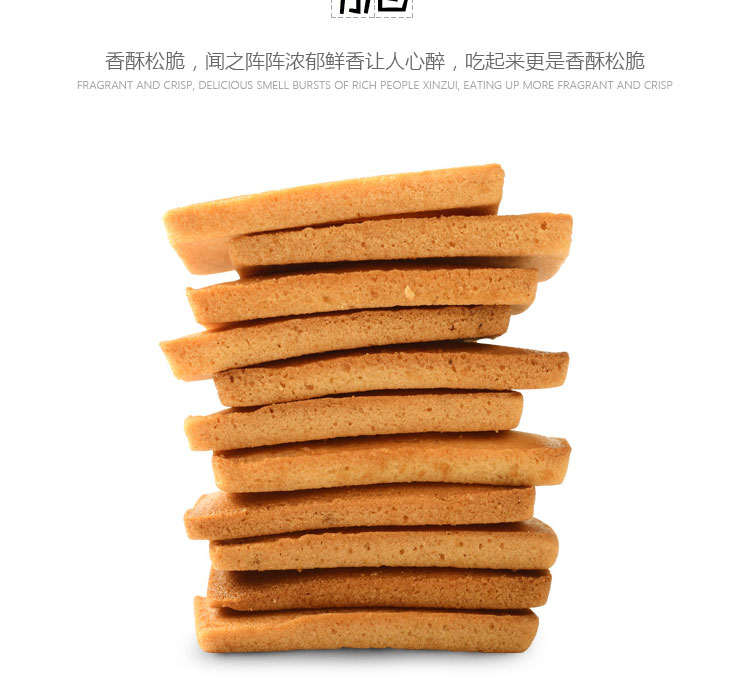 香酥松脆，闻之阵阵浓郁鲜香让人心醉，吃起来更是香酥松脆
FRAGRANT AND CRISP, DELICIOUS SMELL BURSTS OF RICH PEOPLE XINZUI, EATING UP MORE FRAGRANT AND CRISP